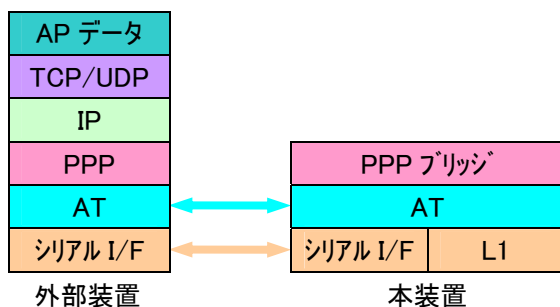 AP データ
TCP/UDP
IP
PPP
AT
シリアル I/F
外部装置
PPP ブリッジ
AT
シリアル I/F
L1
本装置